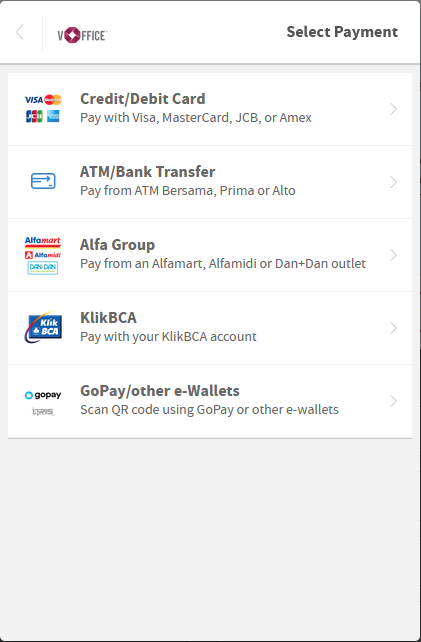 VOFFICE
Select Payment
VISA MasterCard
JCB
Credit/Debit Card
Pay with Visa, MasterCard, JCB, or Amex
ATM/Bank Transfer
Pay from ATM Bersama, Prima or Alto
Alfamart
Alfamidi
DAN+DAN
Alfa Group
Pay from an Alfamart, Alfamidi or Dan+Dan outlet
Klik
BCA
KlikBCA
Pay with your KlikBCA account
gopay
QRIS
GoPay/other e-Wallets
Scan QR code using GoPay or other e-wallets